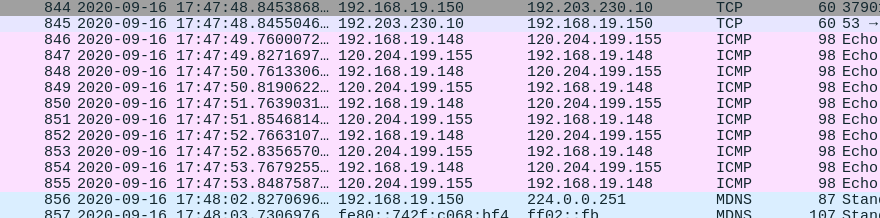 844 2020-09-16 17:47:48.8453868… 192.168.19.150 192.203.230.10 TCP 60 3790
845 2020-09-16 17:47:48.8455046… 192.203.230.10 192.168.19.150 TCP 60 53 →
846 2020-09-16 17:47:49.7600072… 192.168.19.148 120.204.199.155 ICMP 98 Echo
847 2020-09-16 17:47:49.8271697… 120.204.199.155 192.168.19.148 ICMP 98 Echo
848 2020-09-16 17:47:50.7613306… 192.168.19.148 120.204.199.155 ICMP 98 Echo
849 2020-09-16 17:47:50.8190622… 120.204.199.155 192.168.19.148 ICMP 98 Echo
850 2020-09-16 17:47:51.7639031… 192.168.19.148 120.204.199.155 ICMP 98 Echo
851 2020-09-16 17:47:51.8546814… 120.204.199.155 192.168.19.148 ICMP 98 Echo
852 2020-09-16 17:47:52.7663107… 192.168.19.148 120.204.199.155 ICMP 98 Echo
853 2020-09-16 17:47:52.8356570… 120.204.199.155 192.168.19.148 ICMP 98 Echo
854 2020-09-16 17:47:53.7679255… 192.168.19.148 120.204.199.155 ICMP 98 Echo
855 2020-09-16 17:47:53.8487587… 120.204.199.155 192.168.19.148 ICMP 98 Echo
856 2020-09-16 17:48:02.8270696… 192.168.19.150 224.0.0.251 MDNS 87 Stan
857 2020-09-16 17:48:03.7306976 fe80::742f:c068:bf4 ff02::fb MDNS 107 Stan